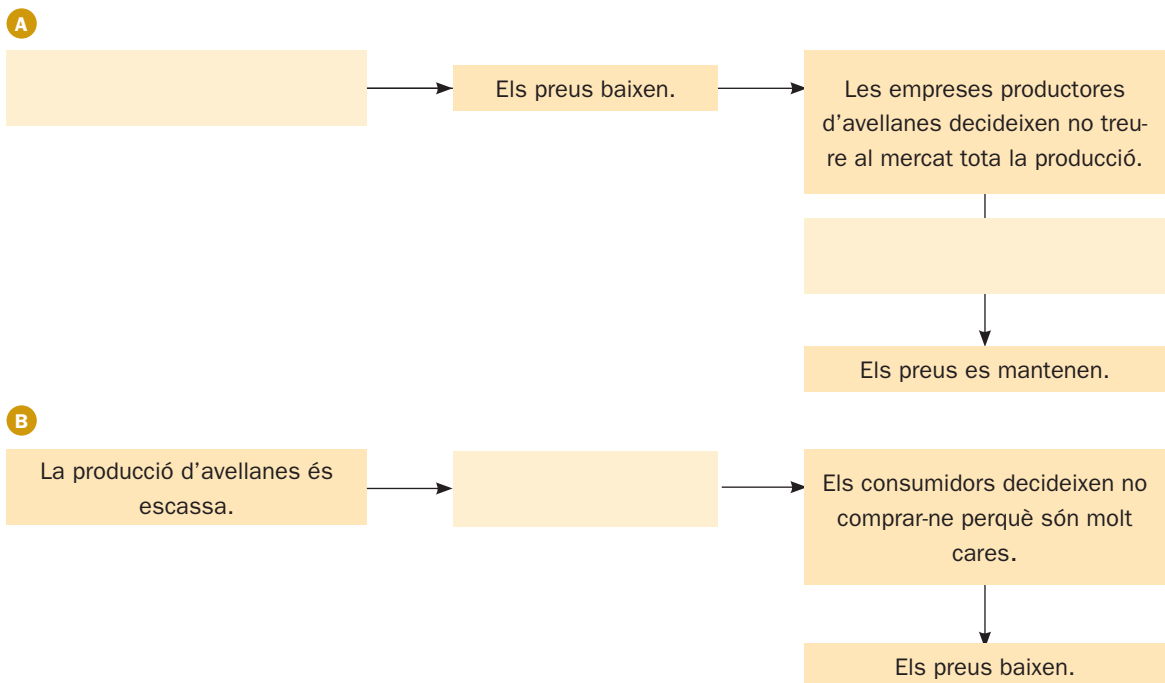 A
Els preus baixen.
Les empreses productores
d'avellanes decideixen no treu-
re al mercat tota la producció.
Els preus es mantenen.
B
La producció d'avellanes és
escassa.
Els consumidors decideixen no
comprar-ne perquè són molt
cares.
Els preus baixen.